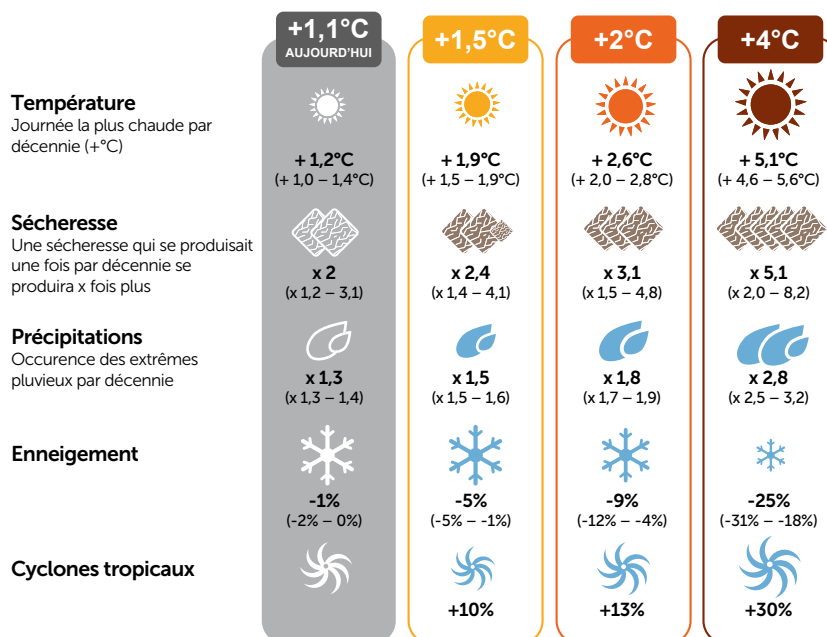 +1,1°C
AUJOURD'HUI
+1,5°C
+2°C
+4°C
Température
Journée la plus chaude par
décennie (+°C)
+ 1,2°C
(+ 1,0 – 1,4°C)
+ 1,9°C
(+ 1,5 – 1,9°C)
+ 2,6°C
(+ 2,0 – 2,8°C)
+ 5,1°C
(+ 4,6 – 5,6°C)
Sécheresse
Une sécheresse qui se produisait
une fois par décennie se
produira x fois plus
x 2
(x 1,2 – 3,1)
x 2,4
(x 1,4 – 4,1)
x 3,1
(x 1,5 – 4,8)
x 5,1
(x 2,0 – 8,2)
Précipitations
Occurence des extrêmes
pluvieux par décennie
x 1,3
(x 1,3 – 1,4)
x 1,5
(x 1,5 – 1,6)
x 1,8
(x 1,7 – 1,9)
x 2,8
(x 2,5 – 3,2)
Enneigement
-1%
(-2% – 0%)
-5%
(-5% – -1%)
-9%
(-12% – -4%)
-25%
(-31% – -18%)
Cyclones tropicaux
+10%
+13%
+30%